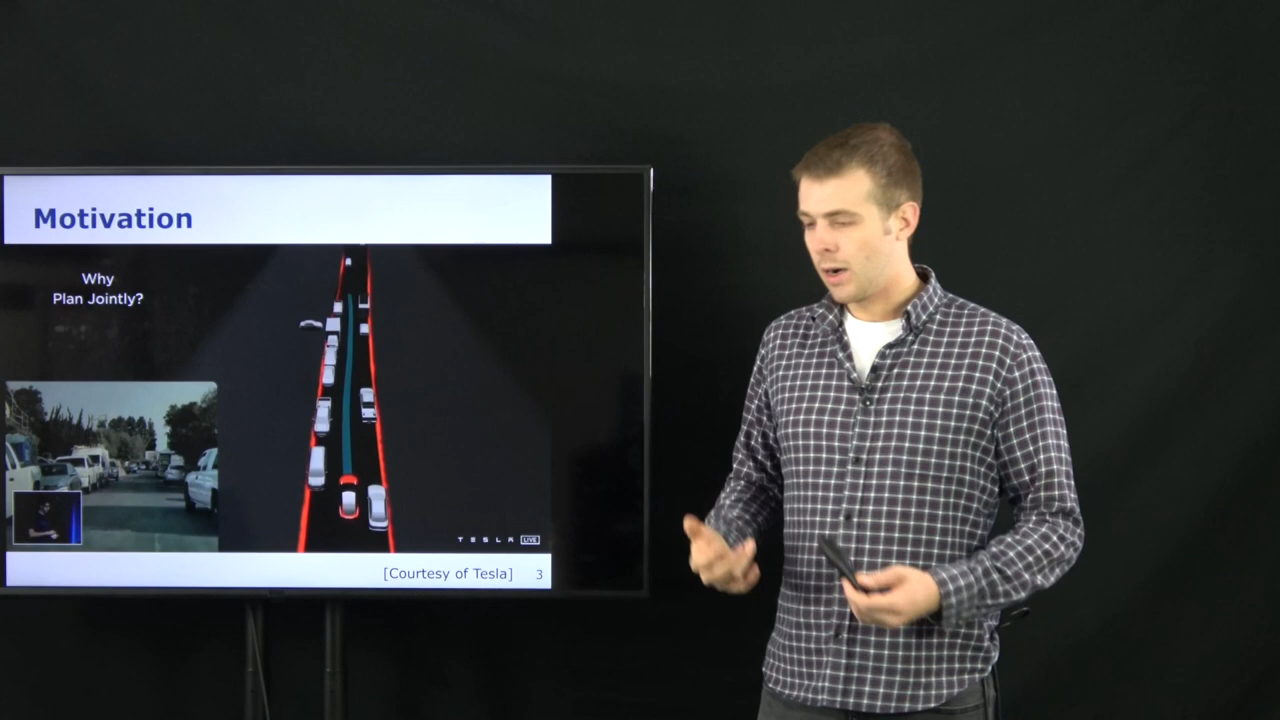 Motivation
Why
Plan Jointly?
TESLA LIVE
[Courtesy of Tesla] 3